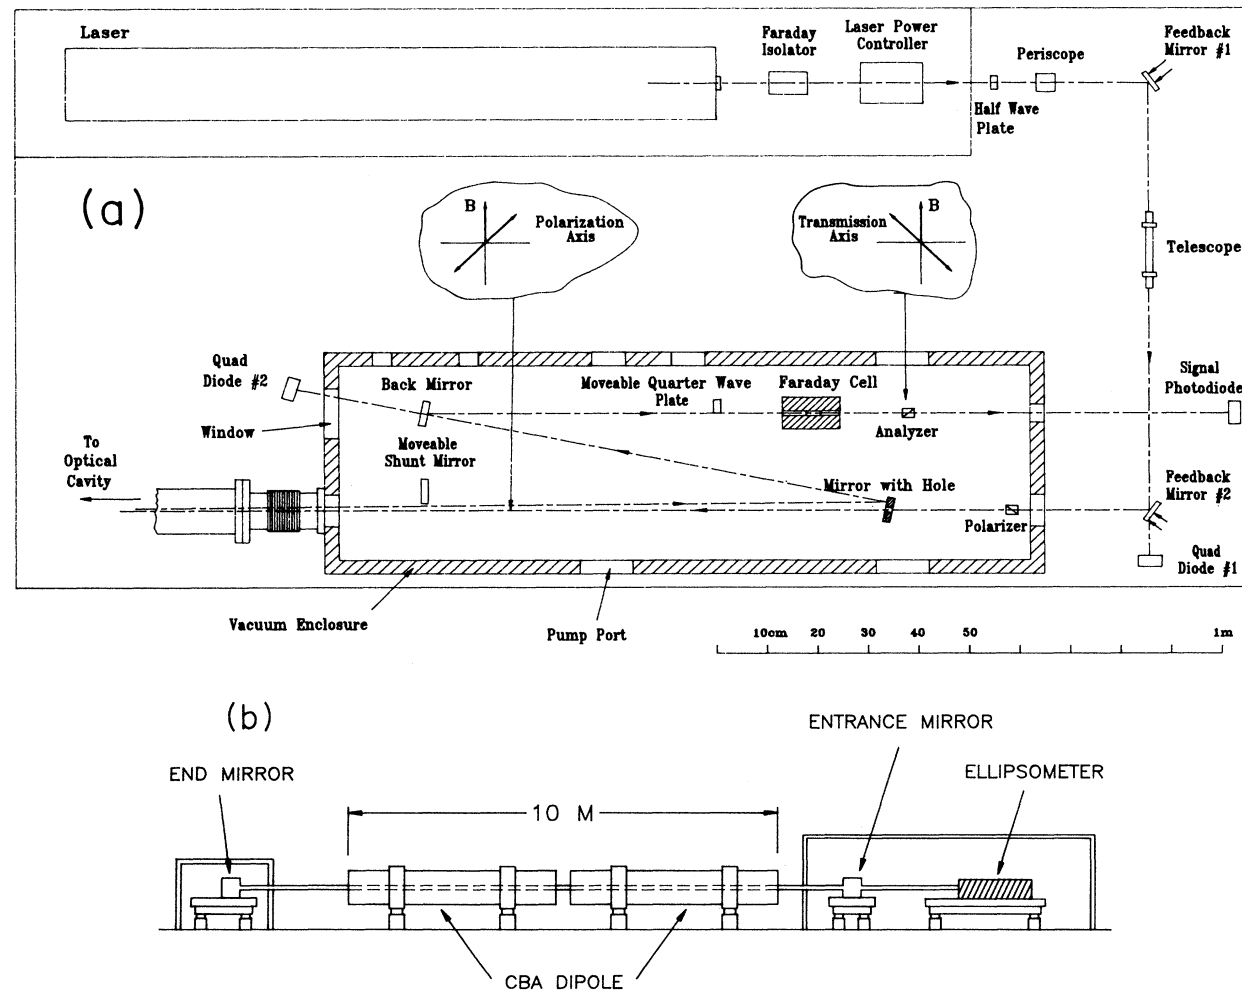 Laser
Faraday
Isolator
Laser Power
Controller
Periscope
Feedback
Mirror #1
Half Wave
Plate
(a)
B
Polarization
Axis
Transmission
Axis
B
Telescope
Quad
Diode #2
Back Mirror
Moveable Quarter Wave
Plate
Faraday Cell
Signal
Photodiode
Window
Analyzer
To
Optical
Cavity
Moveable
Shunt Mirror
Mirror with Hole
Feedback
Mirror #2
Polarizer
Quad
Diode #1
Vacuum Enclosure
Pump Port
10cm 20 30 40 50 1m
(b)
ENTRANCE MIRROR
END MIRROR
ELLIPSOMETER
10 M
CBA DIPOLE